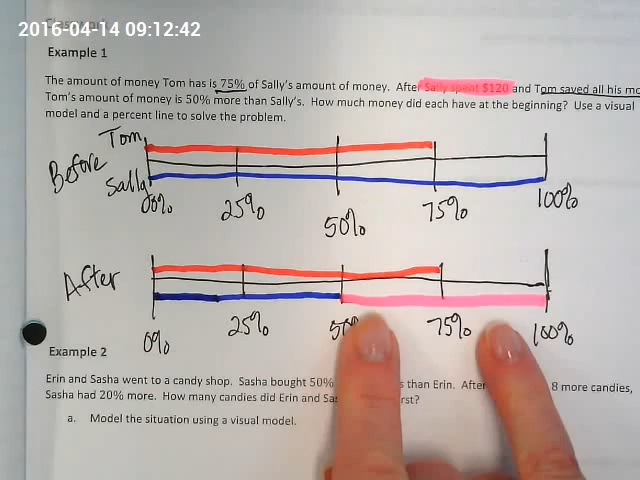 2016-04-14 09:12:42
Example 1
The amount of money Tom has is 75% of Sally's amount of money. After Sally spent $120 and Tom saved all his
Tom's amount of money is 50% more than Sally's. How much money did each have at the beginning? Use a visual
model and a percent line to solve the problem.
Before
Tom
Sally
0% 25% 50% 75% 100%
After
0% 25% 75% 100%
Example 2
Erin and Sasha went to a candy shop. Sasha bought 50% s than Erin. After 8 more candies,
Sasha had 20% more. How many candies did Erin and
a. Model the situation using a visual model.